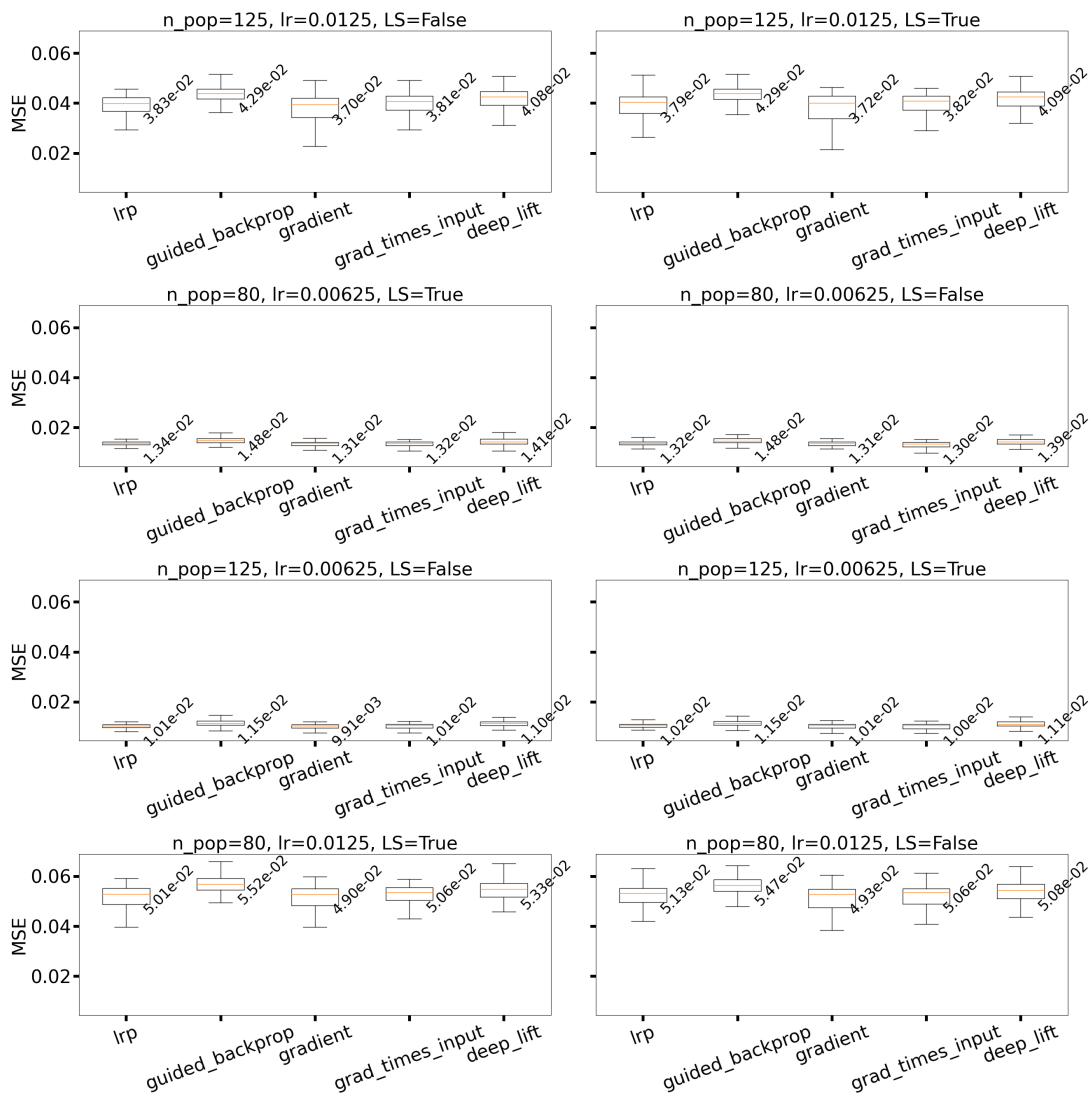 n_pop=125, lr=0.0125, LS=False
n_pop=125, lr=0.0125, LS=True
MSE
0.06
0.04
0.02
3.83e-02
4.29e-02
3.70e-02
3.81e-02
4.08e-02
3.79e-02
4.29e-02
3.72e-02
3.82e-02
4.09e-02
lrp
guided_backprop
gradient
grad_times_input
deep_lift
lrp
guided_backprop
gradient
grad_times_input
deep_lift
n_pop=80, lr=0.00625, LS=True
n_pop=80, lr=0.00625, LS=False
MSE
0.06
0.04
0.02
1.34e-02
1.48e-02
1.31e-02
1.32e-02
1.41e-02
1.32e-02
1.48e-02
1.31e-02
1.30e-02
1.39e-02
lrp
guided_backprop
gradient
grad_times_input
deep_lift
lrp
guided_backprop
gradient
grad_times_input
deep_lift
n_pop=125, lr=0.00625, LS=False
n_pop=125, lr=0.00625, LS=True
MSE
0.06
0.04
0.02
1.01e-02
1.15e-02
9.91e-03
1.01e-02
1.10e-02
1.02e-02
1.15e-02
1.01e-02
1.00e-02
1.11e-02
lrp
guided_backprop
gradient
grad_times_input
deep_lift
lrp
guided_backprop
gradient
grad_times_input
deep_lift
n_pop=80, lr=0.0125, LS=True
n_pop=80, lr=0.0125, LS=False
MSE
0.06
0.04
0.02
5.01e-02
5.52e-02
4.90e-02
5.06e-02
5.33e-02
5.13e-02
5.47e-02
4.93e-02
5.06e-02
5.08e-02
lrp
guided_backprop
gradient
grad_times_input
deep_lift
lrp
guided_backprop
gradient
grad_times_input
deep_lift